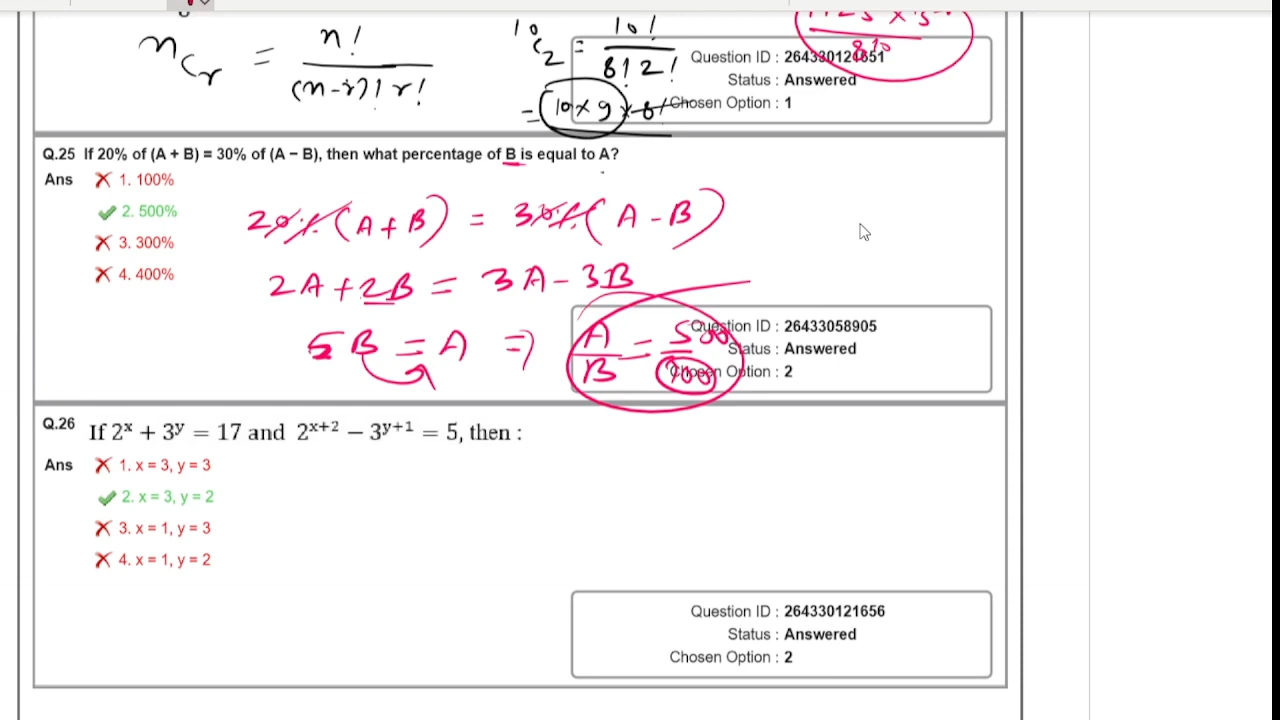 nCr = n! / (n-r)! r!
10C2 = 10! / 8! 2!
= 10 × 9 × 8!
Question ID : 264330121651
Status : Answered
Chosen Option : 1
Q.25 If 20% of (A + B) = 30% of (A − B), then what percentage of B is equal to A?
Ans 1. 100%
2. 500%
3. 300%
4. 400%
20% (A + B) = 30% (A - B)
2A + 2B = 3A - 3B
5B = A ⇒ A/B = 500/100
Question ID : 26433058905
Status : Answered
Chosen Option : 2
Q.26 If 2ˣ + 3ʸ = 17 and 2ˣ⁺² − 3ʸ⁺¹ = 5, then :
Ans 1. x = 3, y = 3
2. x = 3, y = 2
3. x = 1, y = 3
4. x = 1, y = 2
Question ID : 264330121656
Status : Answered
Chosen Option : 2